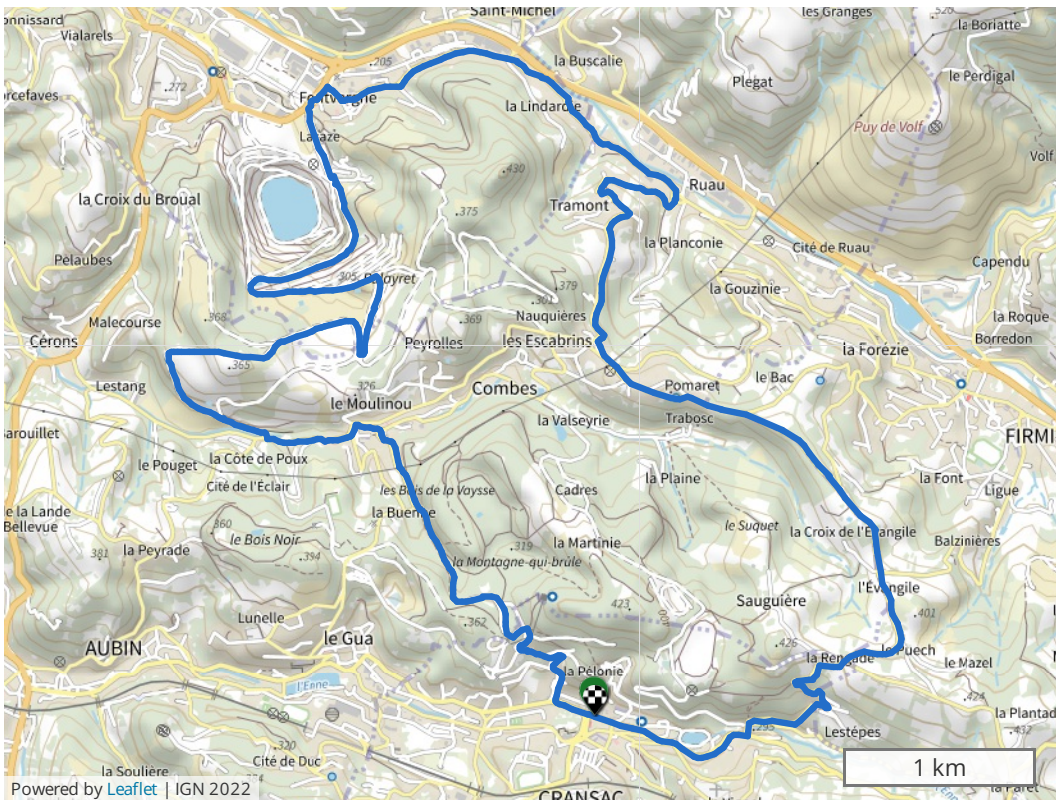 Saint-Michel
les Granges
onnissard
la Boriatte
Vialarels
205
la Buscalie
Plegat
le Perdigal
.272
Fontvergne
la Lindardie
Puy de Volf
Lacaze
Volf
.430
Ruau
la Croix du Broual
.375
Tramont
la Planconie
Cité de Ruau
Pelaubes
305
Palayret
.379
Capendu
la Gouzinie
.301
.368
Nauquières
la Roque
Malecourse
.369
Cérons
Peyrolles
les Escabrins
la Forézie
Borredon
.365
Lestang
.326
Combes
Pomaret
le Bac
le Moulinou
la Valseyrie
Trabosc
arouillet
FIRMI
la Côte de Poux
le Pouget
la Plaine
la Font
Cité de l'Éclair
les Bois de la Vaysse
Cadres
Ligue
de la Lande
la Buenne
Bellevue
.360
le Suquet
la Croix de l'Évangile
le Bois Noir
.319
la Martinie
Balzinières
381
la Peyrade
.394
la Montagne-qui-brûle
l'Évangile
Sauguière
423
.401
Lunelle
.362
AUBIN
le Gua
.426
le Puech
la Rengade
le Mazel
la Pélonie
l'Enne
.424
la Plantad
.295
Lestépes
.432
.320
Cité de Duc
1 km
la Soulière
Powered by Leaflet | IGN 2022
CRANSAC